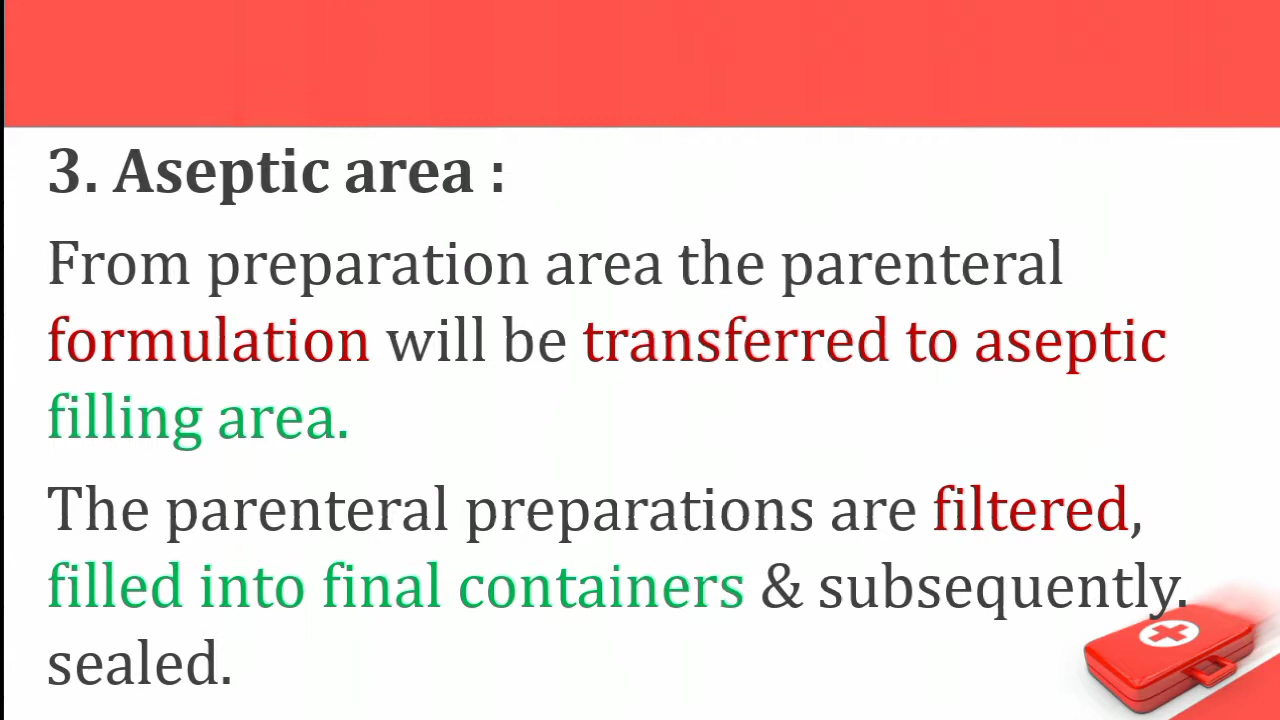 3. Aseptic area :
From preparation area the parenteral
formulation will be transferred to aseptic
filling area.
The parenteral preparations are filtered,
filled into final containers & subsequently.
sealed.